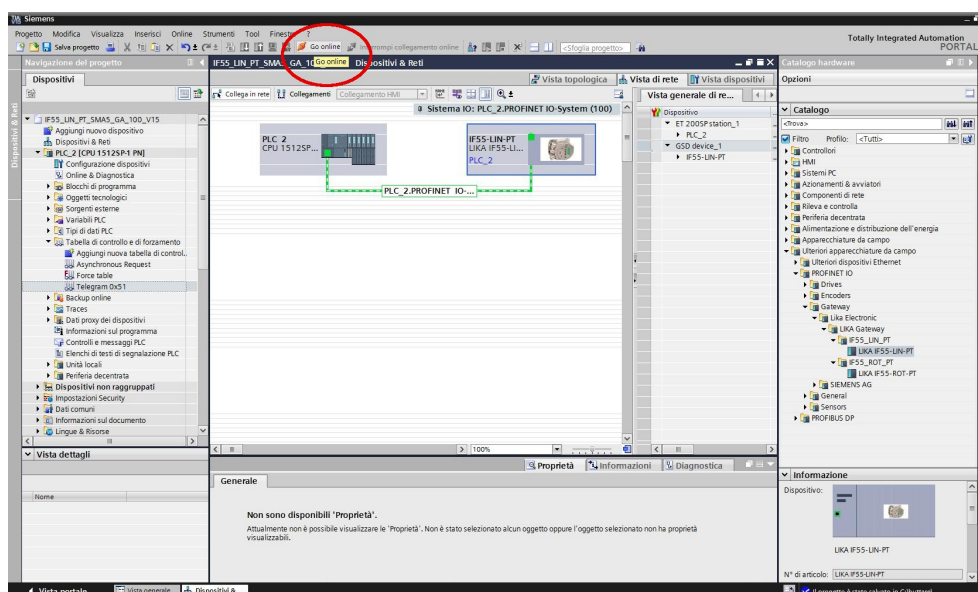 Siemens
Progetto Modifica Visualizza Inserisci Online Strumenti Tool Finestra ?
Totally Integrated Automation
PORTAL
Salva progetto
Go online
Interrompi collegamento online
<Sfoglia progetto>
Navigazione del progetto
IF55_LIN_PT_SMA5_GA_10
Go online
Dispositivi & Reti
Catalogo hardware
Dispositivi
Vista topologica
Vista di rete
Vista dispositivi
Opzioni
Collega in rete
Collegamenti
Collegamento HMI
Vista generale di re...
Sistema IO: PLC_2.PROFINET IO-System (100)
PLC 2
CPU 1512SP...
IF55-LIN-PT
LIKA IF55-LI...
PLC_2
PLC_2.PROFINET IO-...
100%
Dispositivi & Reti
IF55_LIN_PT_SMA5_GA_100_V15
Aggiungi nuovo dispositivo
Dispositivi & Reti
PLC_2 [CPU 1512SP-1 PN]
Configurazione dispositivi
Online & Diagnostica
Blocchi di programma
Oggetti tecnologici
Sorgenti esterne
Variabili PLC
Tipi di dati PLC
Tabella di controllo e di forzamento
Aggiungi nuova tabella di control..
Asynchronous Request
Force table
Telegram 0x51
Backup online
Traces
Dati proxy dei dispositivi
Informazioni sul programma
Controlli e messaggi PLC
Elenchi di testi di segnalazione PLC
Unità locali
Periferia decentrata
Dispositivi non raggruppati
Impostazioni Security
Dati comuni
Informazioni sul documento
Lingue & Risorse
Vista dettagli
Nome
Dispositivo
ET 200SP station_1
PLC_2
GSD device_1
IF55-LIN-PT
Proprietà
Informazioni
Diagnostica
Generale
Non sono disponibili 'Proprietà'.
Attualmente non è possibile visualizzare le 'Proprietà'. Non è stato selezionato alcun oggetto oppure l'oggetto selezionato non ha proprietà
visualizzabili.
Catalogo
<Trova>
Filtro Profilo: <Tutti>
Controllori
HMI
Sistemi PC
Azionamenti & avviatori
Componenti di rete
Rileva e controlla
Periferia decentrata
Alimentazione e distribuzione dell'energia
Apparecchiature da campo
Ulteriori apparecchiature da campo
Ulteriori dispositivi Ethernet
PROFINET IO
Drives
Encoders
Gateway
Lika Electronic
LIKA Gateway
IF55_LIN_PT
LIKA IF55-LIN-PT
IF55_ROT_PT
LIKA IF55-ROT-PT
SIEMENS AG
General
Sensors
PROFIBUS DP
Informazione
Dispositivo:
LIKA IF55-LIN-PT
N° di articolo: LIKA IF55-LIN-PT
Vista portale
Vista generale
Dispositivi &